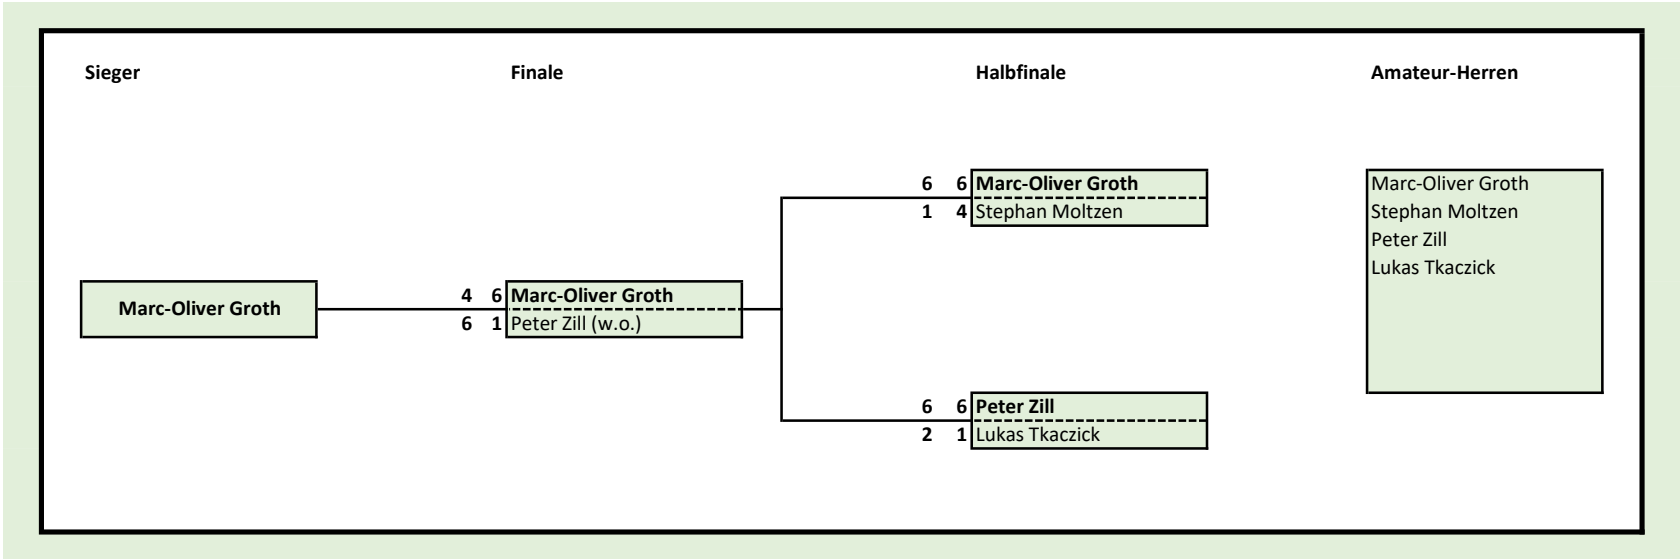 Sieger Finale Halbfinale Amateur-Herren
6 6 Marc-Oliver Groth Marc-Oliver Groth
1 4 Stephan Moltzen Stephan Moltzen
Peter Zill
Lukas Tkaczick
4 6 Marc-Oliver Groth
Marc-Oliver Groth
6 1 Peter Zill (w.o.)
6 6 Peter Zill
2 1 Lukas Tkaczick